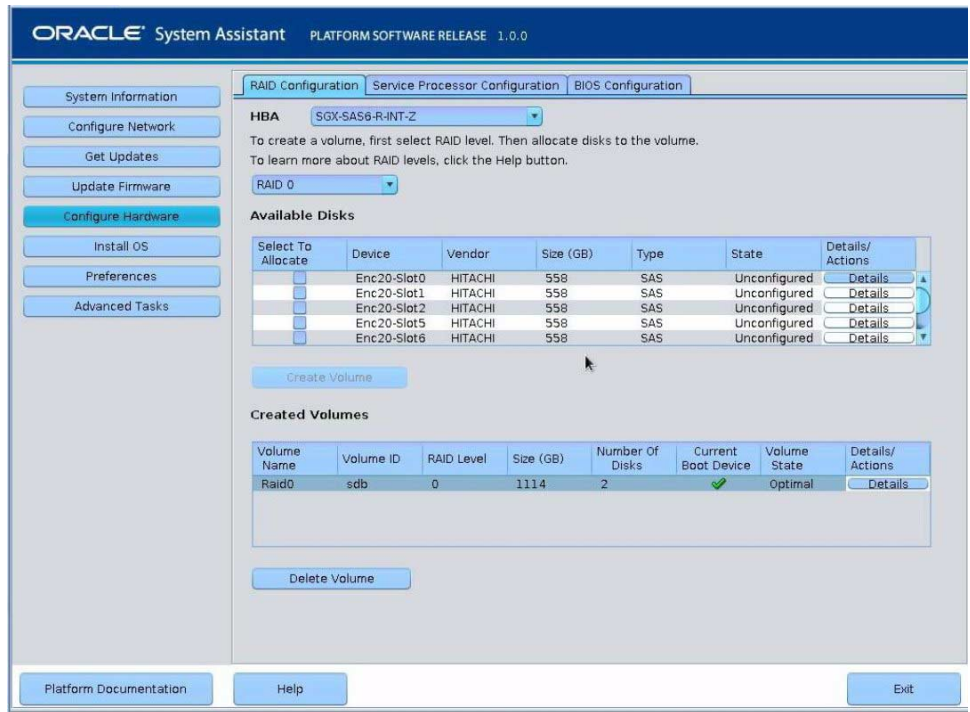 ORACLE System Assistant PLATFORM SOFTWARE RELEASE 1.0.0
System Information
Configure Network
Get Updates
Update Firmware
Configure Hardware
Install OS
Preferences
Advanced Tasks
RAID Configuration Service Processor Configuration BIOS Configuration
HBA SGX-SAS6-R-INT-Z
To create a volume, first select RAID level. Then allocate disks to the volume.
To learn more about RAID levels, click the Help button.
RAID 0
Available Disks
Select To Allocate Device Vendor Size (GB) Type State Details/ Actions
Enc20-Slot0 HITACHI 558 SAS Unconfigured Details
Enc20-Slot1 HITACHI 558 SAS Unconfigured Details
Enc20-Slot2 HITACHI 558 SAS Unconfigured Details
Enc20-Slot5 HITACHI 558 SAS Unconfigured Details
Enc20-Slot6 HITACHI 558 SAS Unconfigured Details
Create Volume
Created Volumes
Volume Name Volume ID RAID Level Size (GB) Number Of Disks Current Boot Device Volume State Details/ Actions
Raid0 sdb 0 1114 2 Optimal Details
Delete Volume
Platform Documentation Help Exit